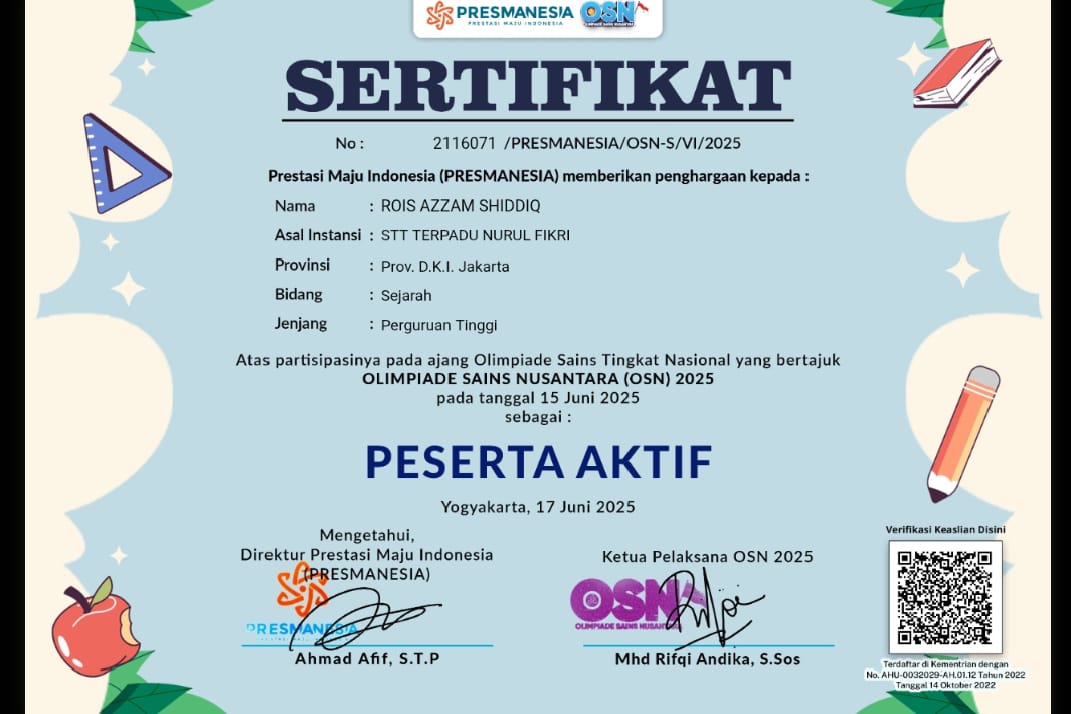 PRESMANESIA
PRESTASI MAJU INDONESIA
OSN
OLIMPIADE SAINS NUSANTARA
SERTIFIKAT
No : 2116071 /PRESMANESIA/OSN-S/VI/2025
Prestasi Maju Indonesia (PRESMANESIA) memberikan penghargaan kepada :
Nama : ROIS AZZAM SHIDDIQ
Asal Instansi : STT TERPADU NURUL FIKRI
Provinsi : Prov. D.K.I. Jakarta
Bidang : Sejarah
Jenjang : Perguruan Tinggi
Atas partisipasinya pada ajang Olimpiade Sains Tingkat Nasional yang bertajuk
OLIMPIADE SAINS NUSANTARA (OSN) 2025
pada tanggal 15 Juni 2025
sebagai :
PESERTA AKTIF
Yogyakarta, 17 Juni 2025
Mengetahui,
Direktur Prestasi Maju Indonesia
(PRESMANESIA)
PRESMANESIA
Ahmad Afif, S.T.P
Ketua Pelaksana OSN 2025
OSN
OLIMPIADE SAINS NUSANTARA
Mhd Rifqi Andika, S.Sos
Verifikasi Keaslian Disini
Terdaftar di Kementrian dengan
No. AHU-0032029-AH.01.12 Tahun 2022
Tanggal 14 Oktober 2022